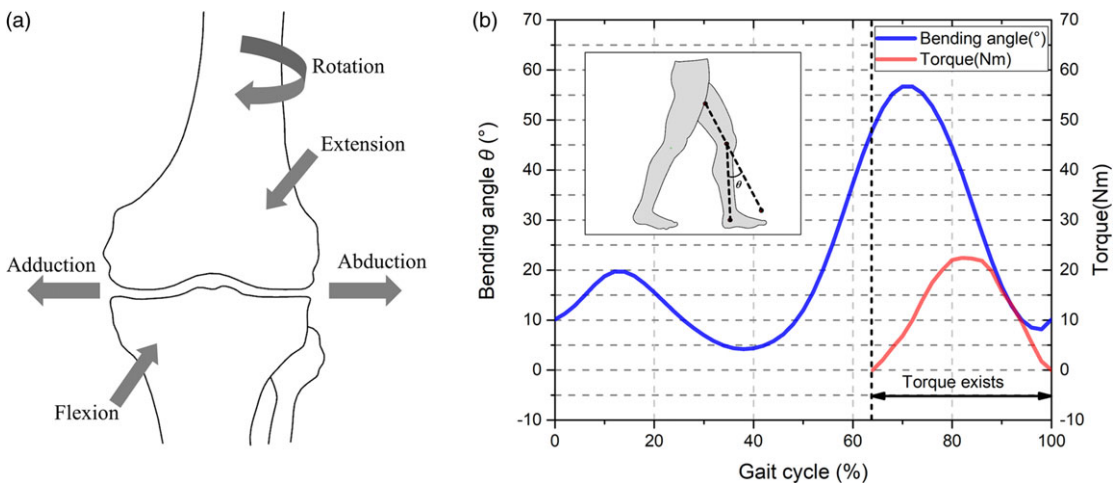 (a)
Rotation
Extension
Adduction
Abduction
Flexion
(b)
Bending angle(°)
Torque(Nm)
θ
Torque exists
Bending angle θ (°)
70
60
50
40
30
20
10
0
-10
Torque(Nm)
70
60
50
40
30
20
10
0
-10
0 20 40 60 80 100
Gait cycle (%)